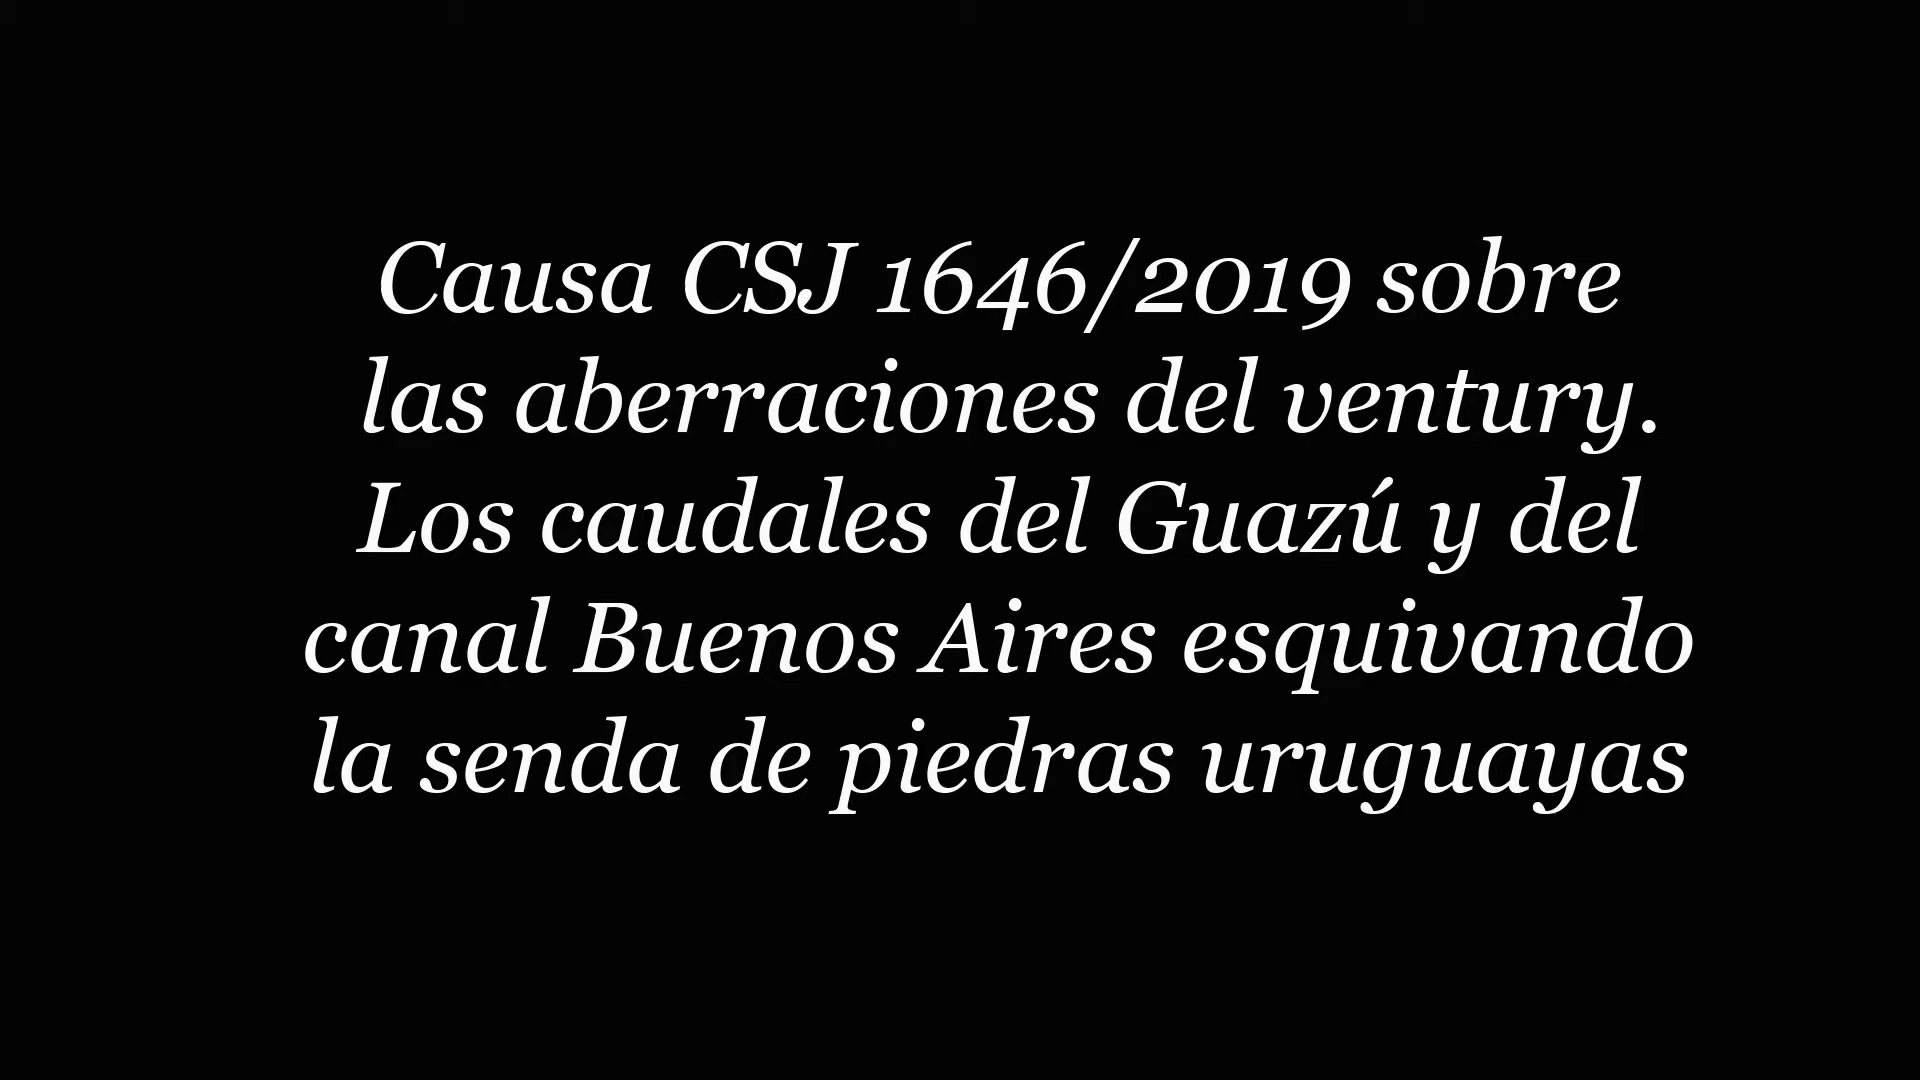 Causa CSJ 1646/2019 sobre
las aberraciones del ventury.
Los caudales del Guazú y del
canal Buenos Aires esquivando
la senda de piedras uruguayas